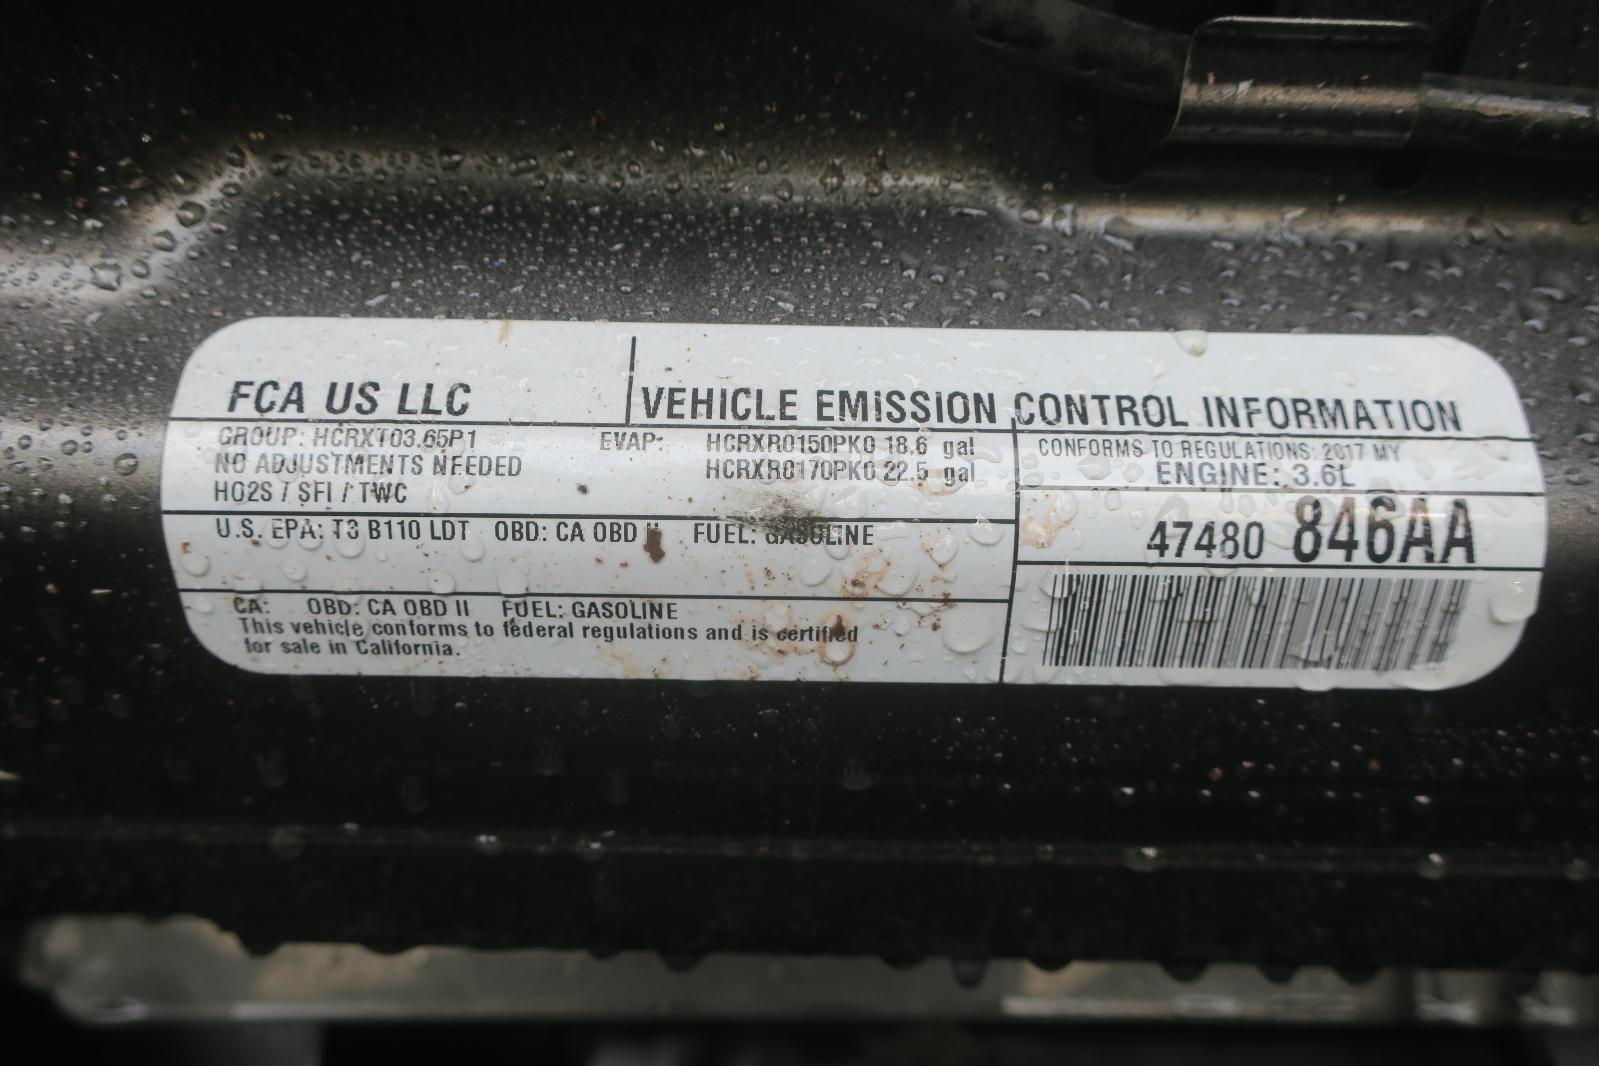 FCA US LLC
VEHICLE EMISSION CONTROL INFORMATION
GROUP: HCRXT03.65P1
NO ADJUSTMENTS NEEDED
HO2S / SFI / TWC
EVAP: HCRXR0150PK0 18.6 gal
HCRXR0170PK0 22.5 gal
CONFORMS TO REGULATIONS: 2017 MY
ENGINE: 3.6L
U.S. EPA: T3 B110 LDT OBD: CA OBD II FUEL: GASOLINE
47480 846AA
CA: OBD: CA OBD II FUEL: GASOLINE
This vehicle conforms to federal regulations and is certified
for sale in California.